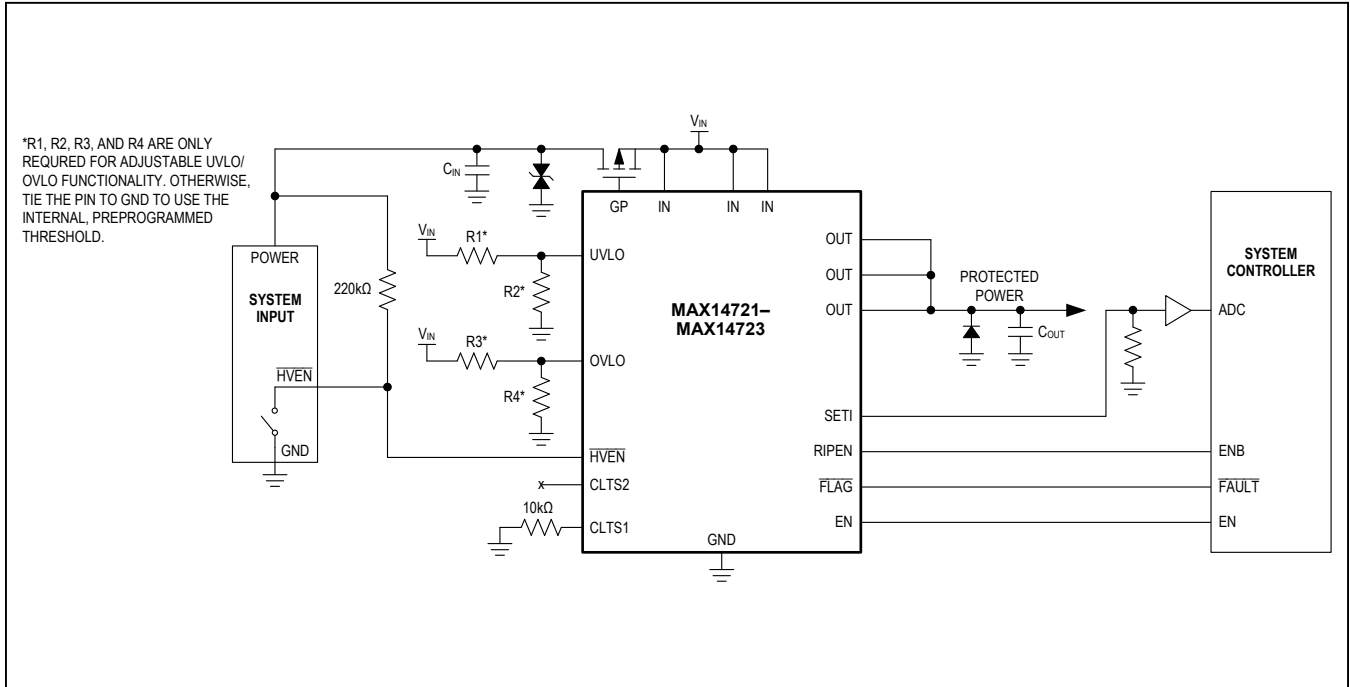 *R1, R2, R3, AND R4 ARE ONLY
REQURED FOR ADJUSTABLE UVLO/
OVLO FUNCTIONALITY. OTHERWISE,
TIE THE PIN TO GND TO USE THE
INTERNAL, PREPROGRAMMED
THRESHOLD.
POWER
SYSTEM
INPUT
HVEN
GND
220kΩ
CIN
VIN
GP
IN
IN
IN
VIN
R1*
R2*
UVLO
VIN
R3*
R4*
OVLO
HVEN
x
CLTS2
10kΩ
CLTS1
MAX14721–
MAX14723
GND
OUT
OUT
OUT
SETI
RIPEN
FLAG
EN
PROTECTED
POWER
COUT
SYSTEM
CONTROLLER
ADC
ENB
FAULT
EN